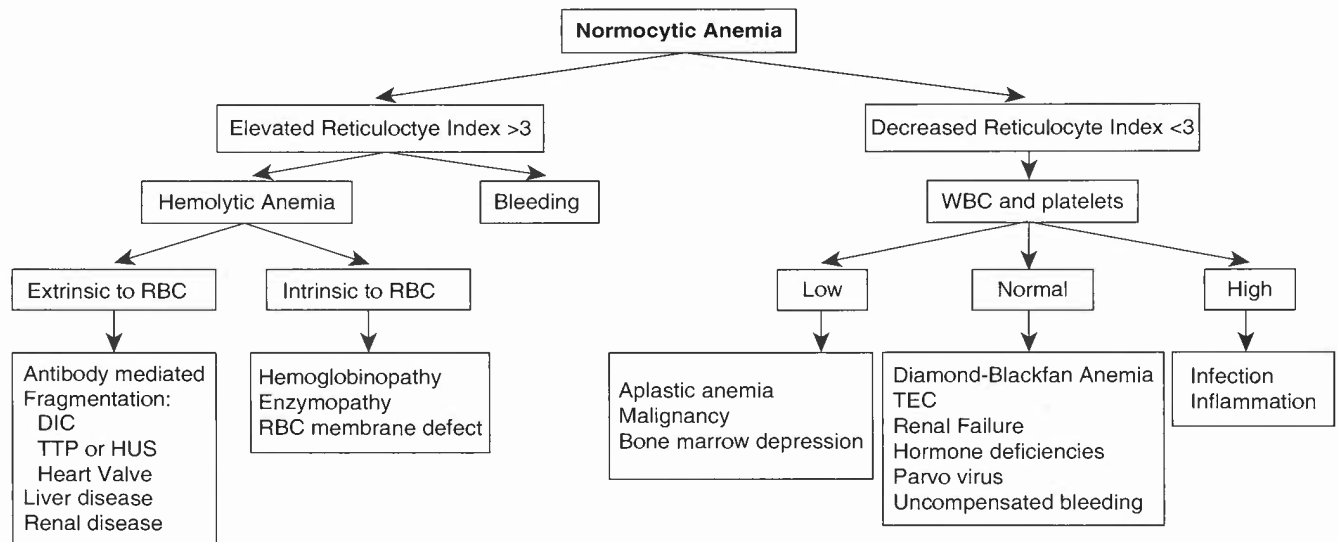 Normocytic Anemia
Elevated Reticuloctye Index >3
Decreased Reticulocyte Index <3
Hemolytic Anemia
Bleeding
WBC and platelets
Extrinsic to RBC
Intrinsic to RBC
Low
Normal
High
Antibody mediated
Fragmentation:
DIC
TTP or HUS
Heart Valve
Liver disease
Renal disease
Hemoglobinopathy
Enzymopathy
RBC membrane defect
Aplastic anemia
Malignancy
Bone marrow depression
Diamond-Blackfan Anemia
TEC
Renal Failure
Hormone deficiencies
Parvo virus
Uncompensated bleeding
Infection
Inflammation